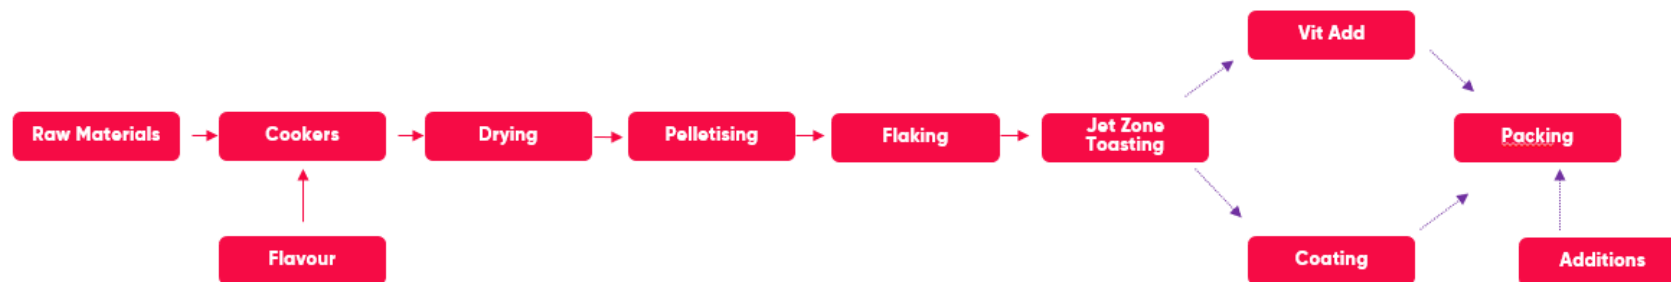 Vit Add
Raw Materials
Cookers
Drying
Pelletising
Flaking
Jet Zone
Toasting
Packing
Flavour
Coating
Additions